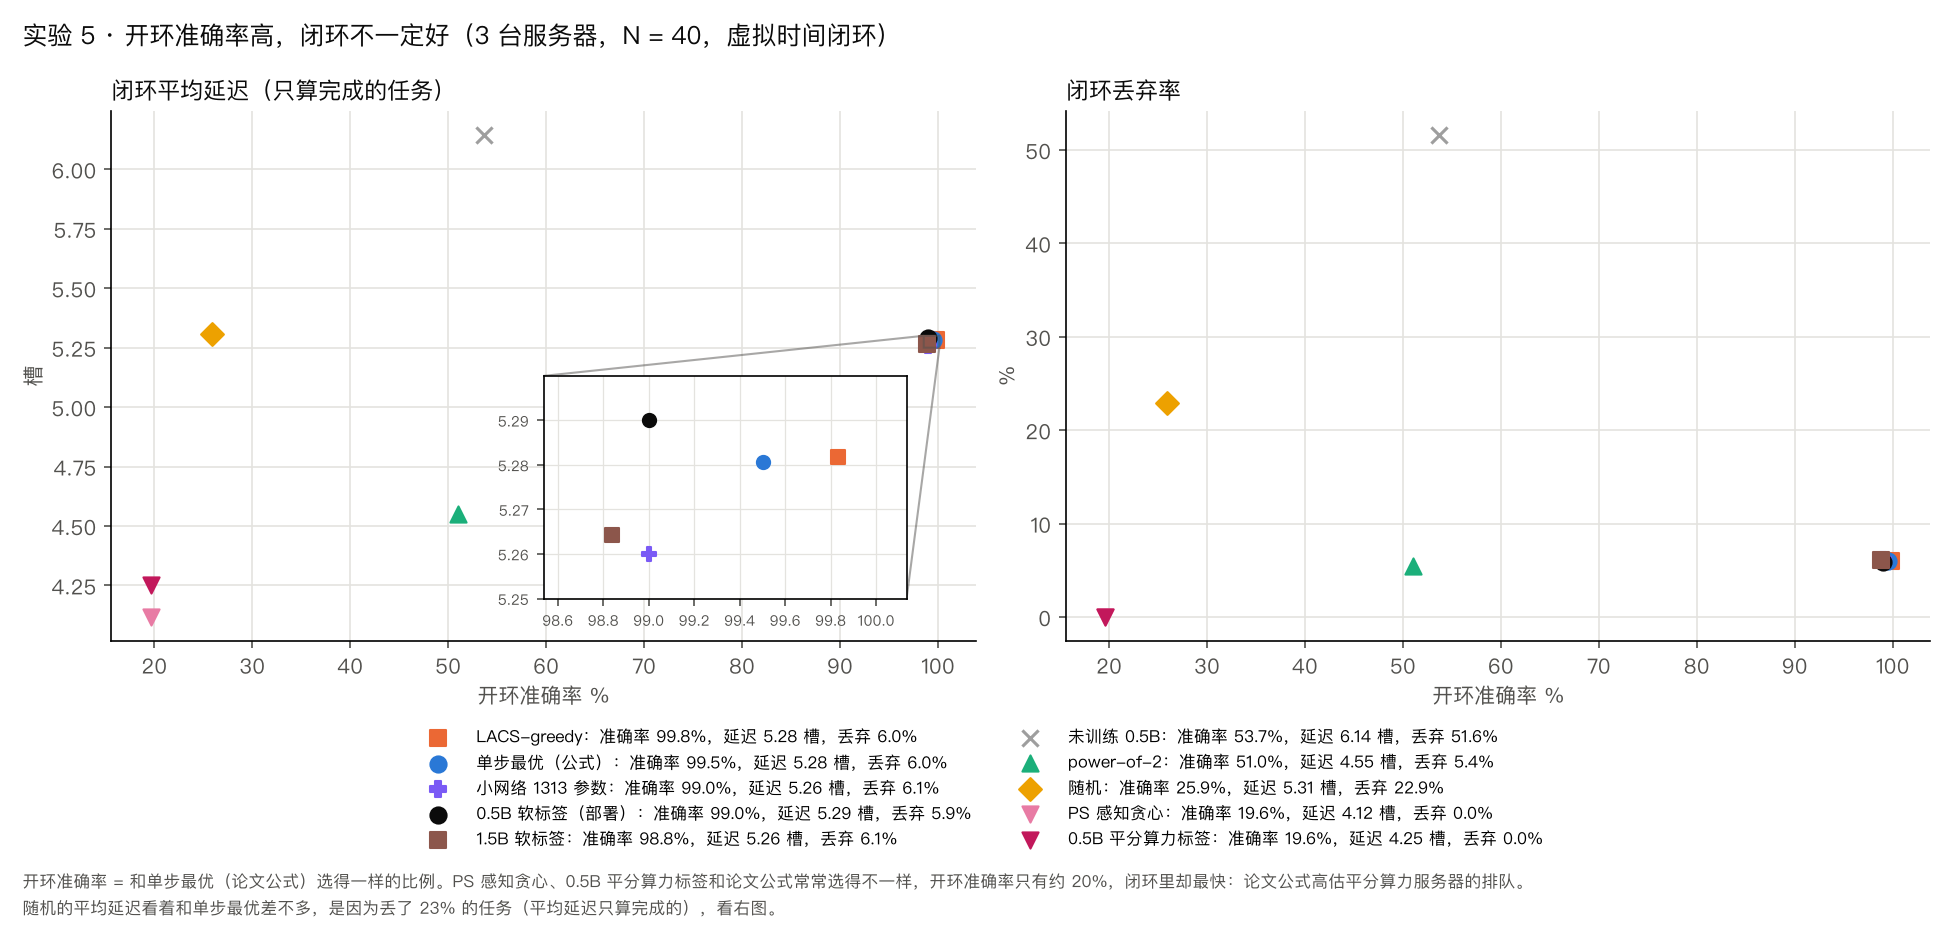 实验 5 · 开环准确率高，闭环不一定好（3 台服务器，N = 40，虚拟时间闭环）
闭环平均延迟（只算完成的任务）
6.00
5.75
5.50
5.25
5.00
4.75
4.50
4.25
槽
5.29
5.28
5.27
5.26
5.25
98.6 98.8 99.0 99.2 99.4 99.6 99.8 100.0
20 30 40 50 60 70 80 90 100
开环准确率 %
闭环丢弃率
50
40
30
20
10
0
%
20 30 40 50 60 70 80 90 100
开环准确率 %
LACS-greedy：准确率 99.8%，延迟 5.28 槽，丢弃 6.0%
单步最优（公式）：准确率 99.5%，延迟 5.28 槽，丢弃 6.0%
小网络 1313 参数：准确率 99.0%，延迟 5.26 槽，丢弃 6.1%
0.5B 软标签（部署）：准确率 99.0%，延迟 5.29 槽，丢弃 5.9%
1.5B 软标签：准确率 98.8%，延迟 5.26 槽，丢弃 6.1%
未训练 0.5B：准确率 53.7%，延迟 6.14 槽，丢弃 51.6%
power-of-2：准确率 51.0%，延迟 4.55 槽，丢弃 5.4%
随机：准确率 25.9%，延迟 5.31 槽，丢弃 22.9%
PS 感知贪心：准确率 19.6%，延迟 4.12 槽，丢弃 0.0%
0.5B 平分算力标签：准确率 19.6%，延迟 4.25 槽，丢弃 0.0%
开环准确率 = 和单步最优（论文公式）选得一样的比例。PS 感知贪心、0.5B 平分算力标签和论文公式常常选得不一样，开环准确率只有约 20%，闭环里却最快：论文公式高估平分算力服务器的排队。
随机的平均延迟看着和单步最优差不多，是因为丢了 23% 的任务（平均延迟只算完成的），看右图。